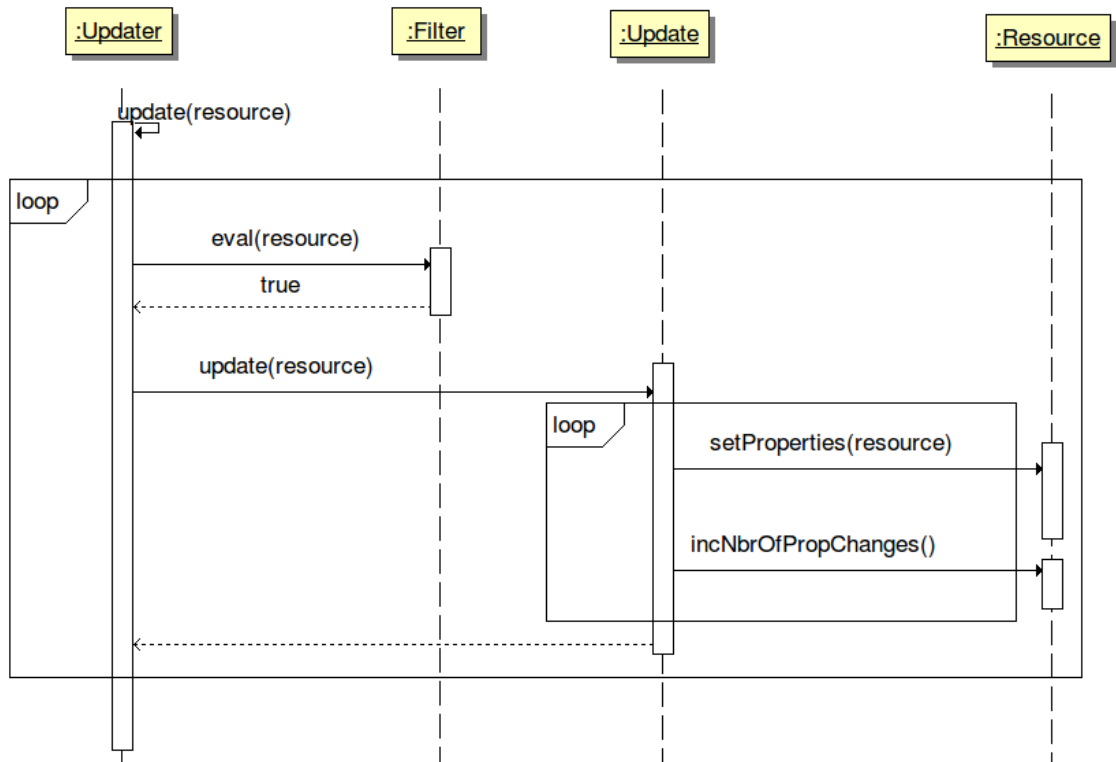 :Updater
:Filter
:Update
:Resource
update(resource)
loop
eval(resource)
true
update(resource)
loop
setProperties(resource)
incNbrOfPropChanges()